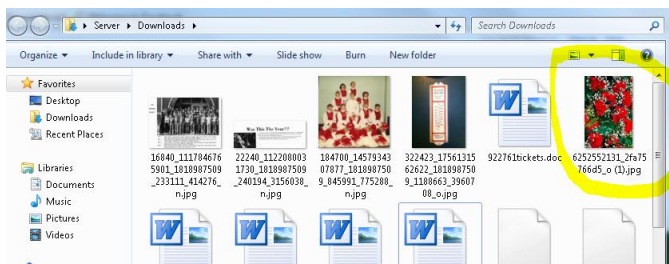 Server ▸ Downloads ▸
Search Downloads
Organize ▾ Include in library ▾ Share with ▾ Slide show Burn New folder
Favorites
Desktop
Downloads
Recent Places
Libraries
Documents
Music
Pictures
Videos
16840_111784676
5901_1818987509
_233111_414276_
n.jpg
Was This The Year??
22240_112208003
1730_1818987509
_240194_3156038_
n.jpg
184700_14579343
07877_181898750
9_845991_775288_
n.jpg
322423_17561315
62622_181898750
9_1188663_39607
08_o.jpg
922761tickets.doc
6252552131_2fa75
766d5_o (1).jpg